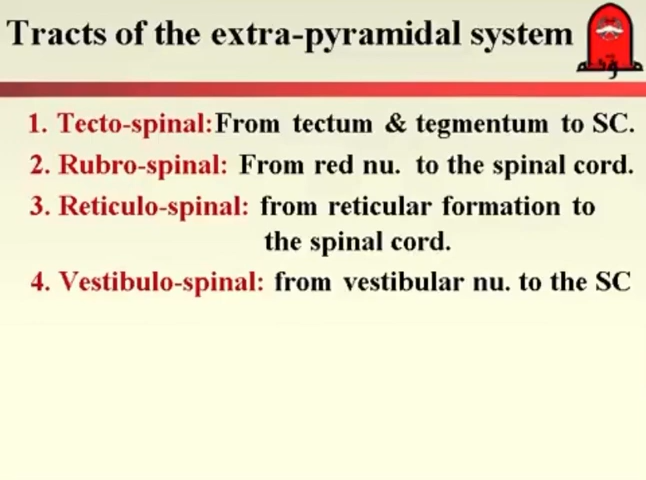 Tracts of the extra-pyramidal system
1. Tecto-spinal:From tectum & tegmentum to SC.
2. Rubro-spinal: From red nu. to the spinal cord.
3. Reticulo-spinal: from reticular formation to
the spinal cord.
4. Vestibulo-spinal: from vestibular nu. to the SC